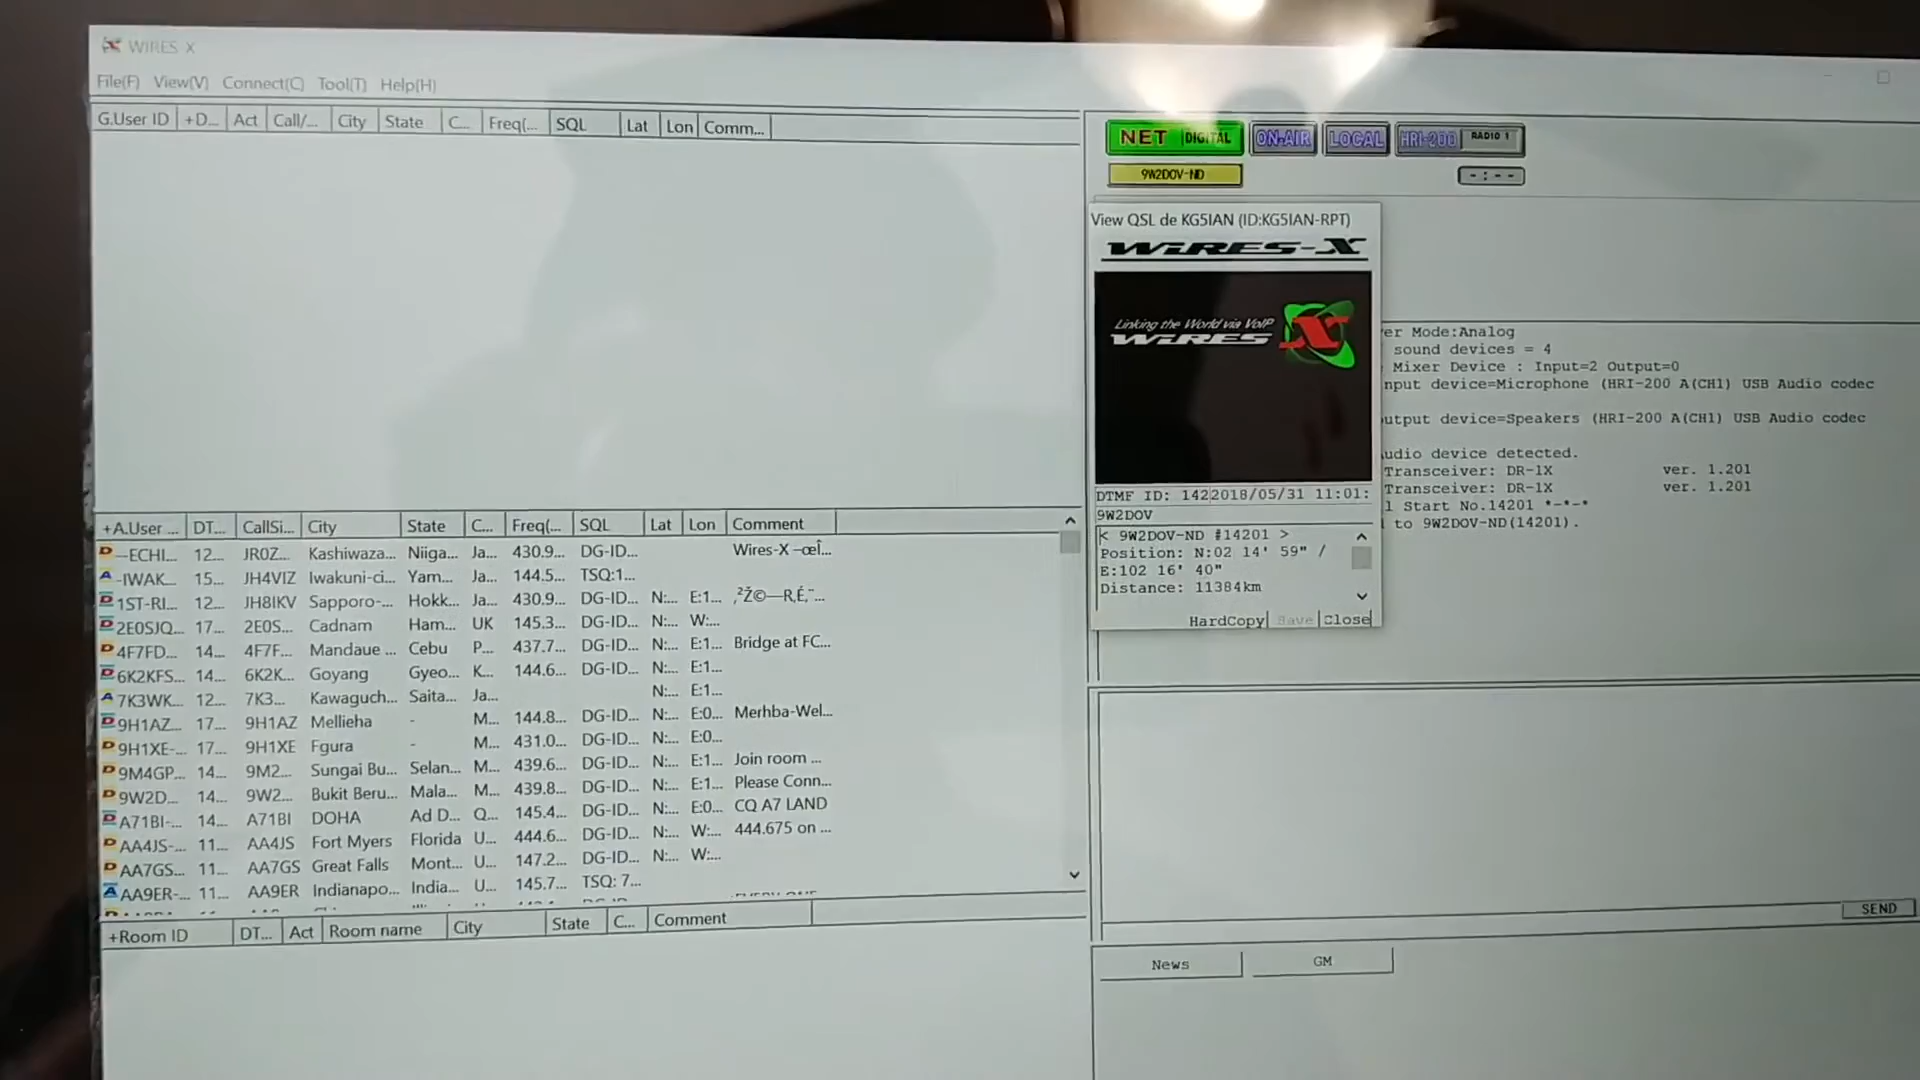 WIRES X
File(F) View(V) Connect(C) Tool(T) Help(H)
G.User ID +D... Act Call/... City State C... Freq(... SQL Lat Lon Comm...
NET DIGITAL ON-AIR LOCAL HRI-200 RADIO 1
9W2DOV-ND - : - -
View QSL de KG5IAN (ID:KG5IAN-RPT)
WiRES-X
Linking the World via VoIP
WiRES X
DTMF ID: 142 2018/05/31 11:01:
9W2DOV
< 9W2DOV-ND #14201 >
Position: N:02 14' 59" /
E:102 16' 40"
Distance: 11384km
HardCopy Save Close
er Mode:Analog
sound devices = 4
Mixer Device : Input=2 Output=0
nput device=Microphone (HRI-200 A(CH1) USB Audio codec
utput device=Speakers (HRI-200 A(CH1) USB Audio codec
udio device detected.
Transceiver: DR-1X ver. 1.201
Transceiver: DR-1X ver. 1.201
l Start No.14201 *-*-*
to 9W2DOV-ND(14201).
+A.User ... DT... CallSi... City State C... Freq(... SQL Lat Lon Comment
D --ECHI... 12... JR0Z... Kashiwaza... Niiga... Ja... 430.9... DG-ID... Wires-X
A -IWAK... 15... JH4VIZ Iwakuni-ci... Yam... Ja... 144.5... TSQ:1...
D 1ST-RI... 12... JH8IKV Sapporo-... Hokk... Ja... 430.9... DG-ID... N:... E:1...
D 2E0SJQ... 17... 2E0S... Cadnam Ham... UK 145.3... DG-ID... N:... W:...
D 4F7FD... 14... 4F7F... Mandaue ... Cebu P... 437.7... DG-ID... N:... E:1... Bridge at FC...
D 6K2KFS... 14... 6K2K... Goyang Gyeo... K... 144.6... DG-ID... N:... E:1...
A 7K3WK... 12... 7K3... Kawaguch... Saita... Ja... N:... E:1...
D 9H1AZ... 17... 9H1AZ Mellieha - M... 144.8... DG-ID... N:... E:0... Merhba-Wel...
D 9H1XE-... 17... 9H1XE Fgura - M... 431.0... DG-ID... N:... E:0...
D 9M4GP... 14... 9M2... Sungai Bu... Selan... M... 439.6... DG-ID... N:... E:1... Join room ...
D 9W2D... 14... 9W2... Bukit Beru... Mala... M... 439.8... DG-ID... N:... E:1... Please Conn...
D A71BI-... 14... A71BI DOHA Ad D... Q... 145.4... DG-ID... N:... E:0... CQ A7 LAND
D AA4JS-... 11... AA4JS Fort Myers Florida U... 444.6... DG-ID... N:... W:... 444.675 on ...
D AA7GS... 11... AA7GS Great Falls Mont... U... 147.2... DG-ID... N:... W:...
A AA9ER-... 11... AA9ER Indianapo... India... U... 145.7... TSQ: 7...
+Room ID DT... Act Room name City State C... Comment
SEND
News GM